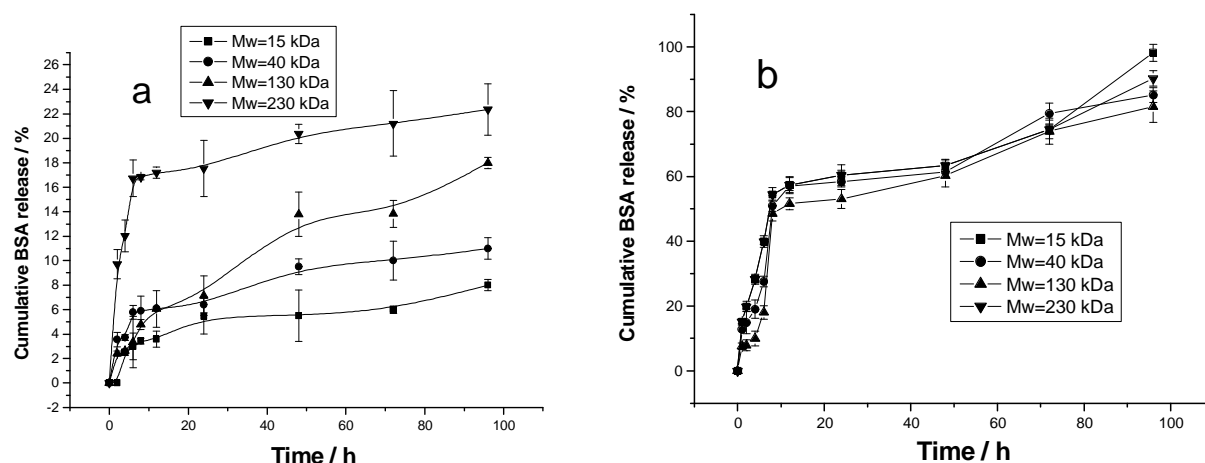 a
Mw=15 kDa
Mw=40 kDa
Mw=130 kDa
Mw=230 kDa
Cumulative BSA release / %
26
24
22
20
18
16
14
12
10
8
6
4
2
0
-2
0 20 40 60 80 100
Time / h
b
Cumulative BSA release / %
100
80
60
40
20
0
Mw=15 kDa
Mw=40 kDa
Mw=130 kDa
Mw=230 kDa
0 20 40 60 80 100
Time / h